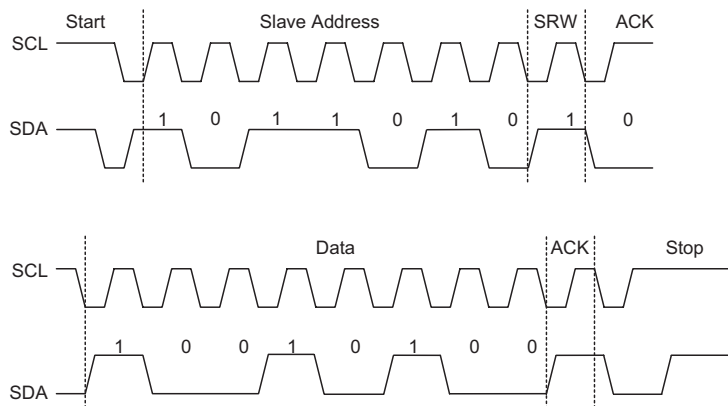 Start Slave Address SRW ACK
SCL
1 0 1 1 0 1 0 1 0
SDA
Data ACK Stop
SCL
1 0 0 1 0 1 0 0
SDA